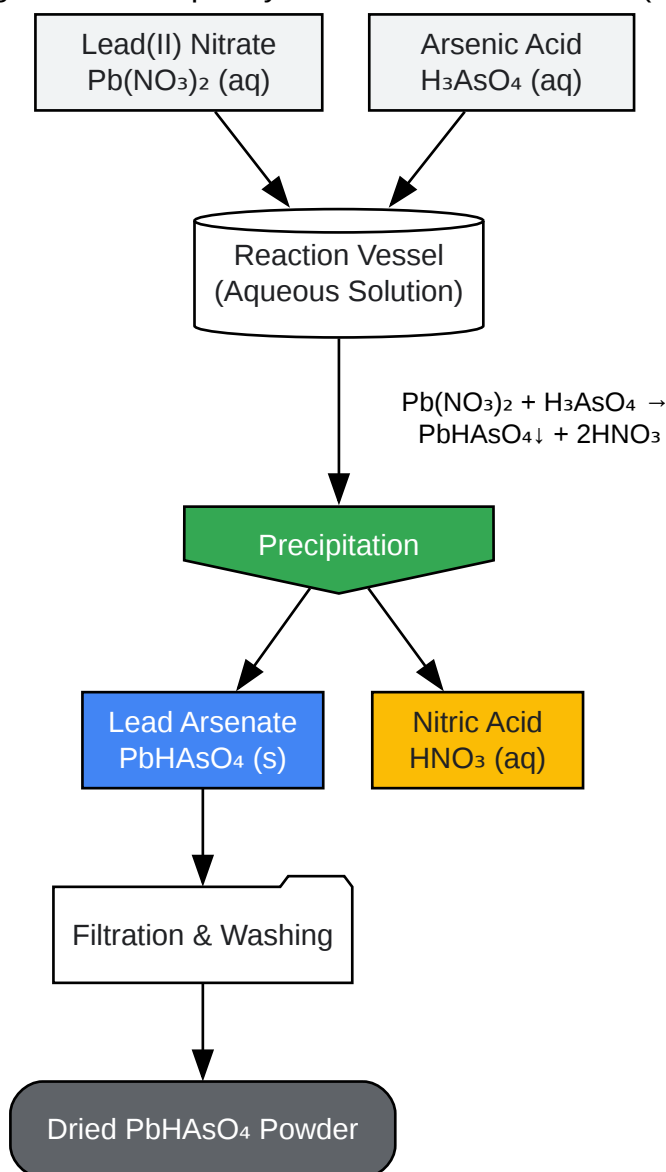 Lead(II) Nitrate
Pb(NO₃)₂ (aq)
Arsenic Acid
H₃AsO₄ (aq)
Reaction Vessel
(Aqueous Solution)
Pb(NO₃)₂ + H₃AsO₄ →
PbHAsO₄↓ + 2HNO₃
Precipitation
Lead Arsenate
PbHAsO₄ (s)
Nitric Acid
HNO₃ (aq)
Filtration & Washing
Dried PbHAsO₄ Powder